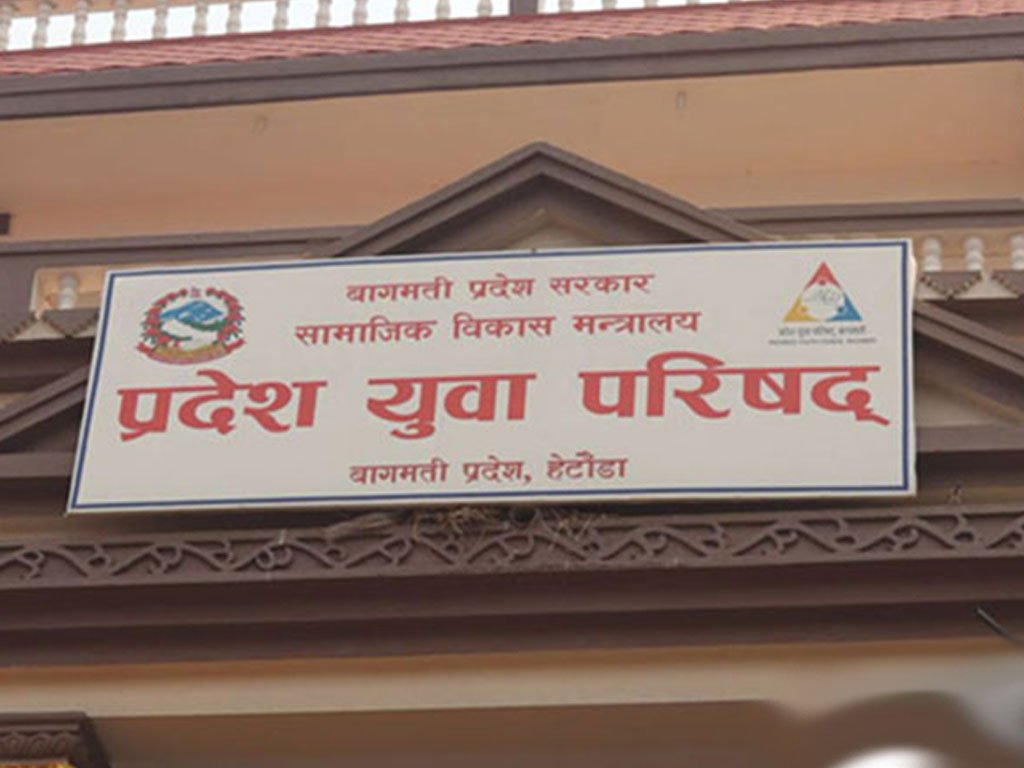 बागमती प्रदेश सरकार
सामाजिक विकास मन्त्रालय
प्रदेश युवा परिषद्
बागमती प्रदेश, हेटौंडा